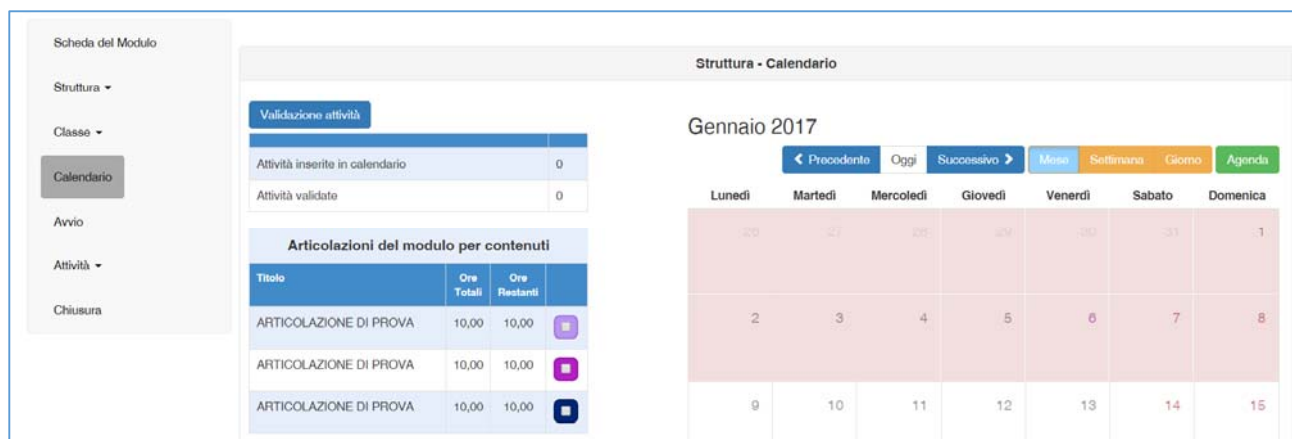 Scheda del Modulo
Struttura
Classe
Calendario
Avvio
Attività
Chiusura
Struttura - Calendario
Validazione attività
Attività inserite in calendario 0
Attività validate 0
Articolazioni del modulo per contenuti
Titolo Ore Totali Ore Restanti
ARTICOLAZIONE DI PROVA 10,00 10,00
ARTICOLAZIONE DI PROVA 10,00 10,00
ARTICOLAZIONE DI PROVA 10,00 10,00
Gennaio 2017
Precedente Oggi Successivo Mese Settimana Giorno Agenda
Lunedì Martedì Mercoledì Giovedì Venerdì Sabato Domenica
26 27 28 29 30 31 1
2 3 4 5 6 7 8
9 10 11 12 13 14 15